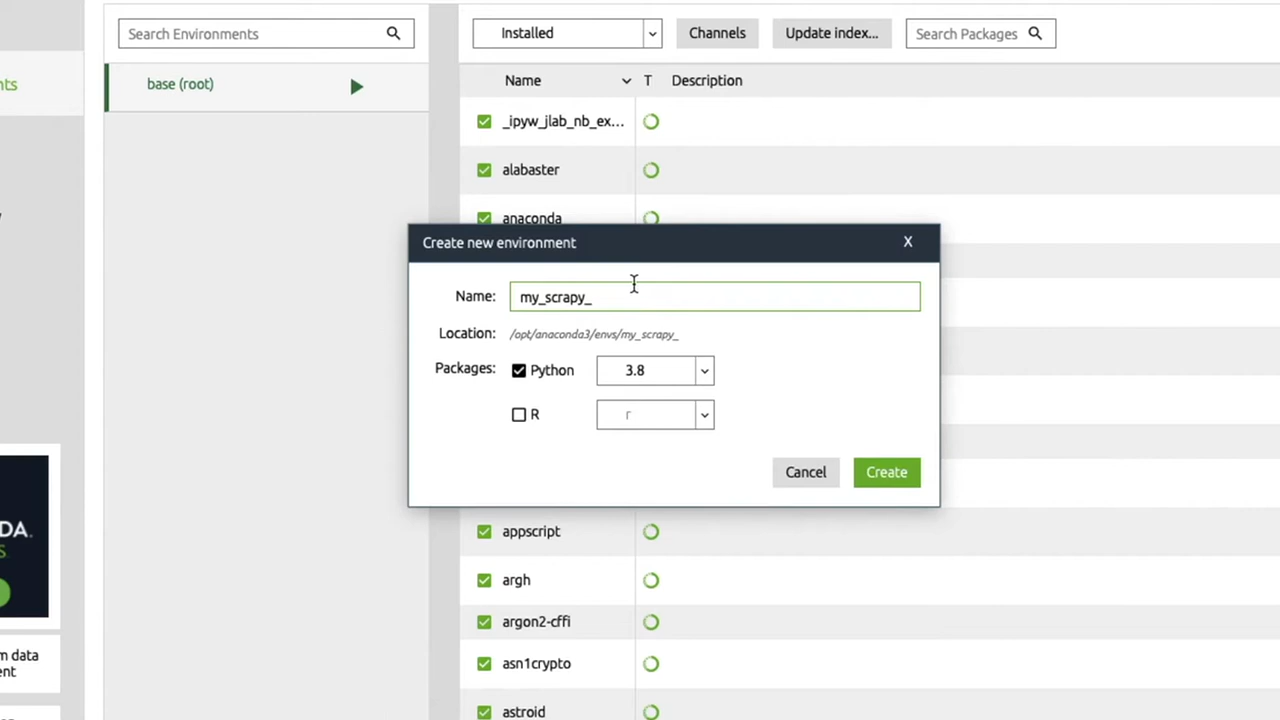 Search Environments
Installed
Channels
Update index...
Search Packages
nts
base (root)
Name
T
Description
_ipyw_jlab_nb_ex...
alabaster
anaconda
Create new environment
X
Name:
my_scrapy_
Location:
/opt/anaconda3/envs/my_scrapy_
Packages:
Python
3.8
R
r
Cancel
Create
appscript
argh
argon2-cffi
asn1crypto
astroid
DA.
S
m data
ent